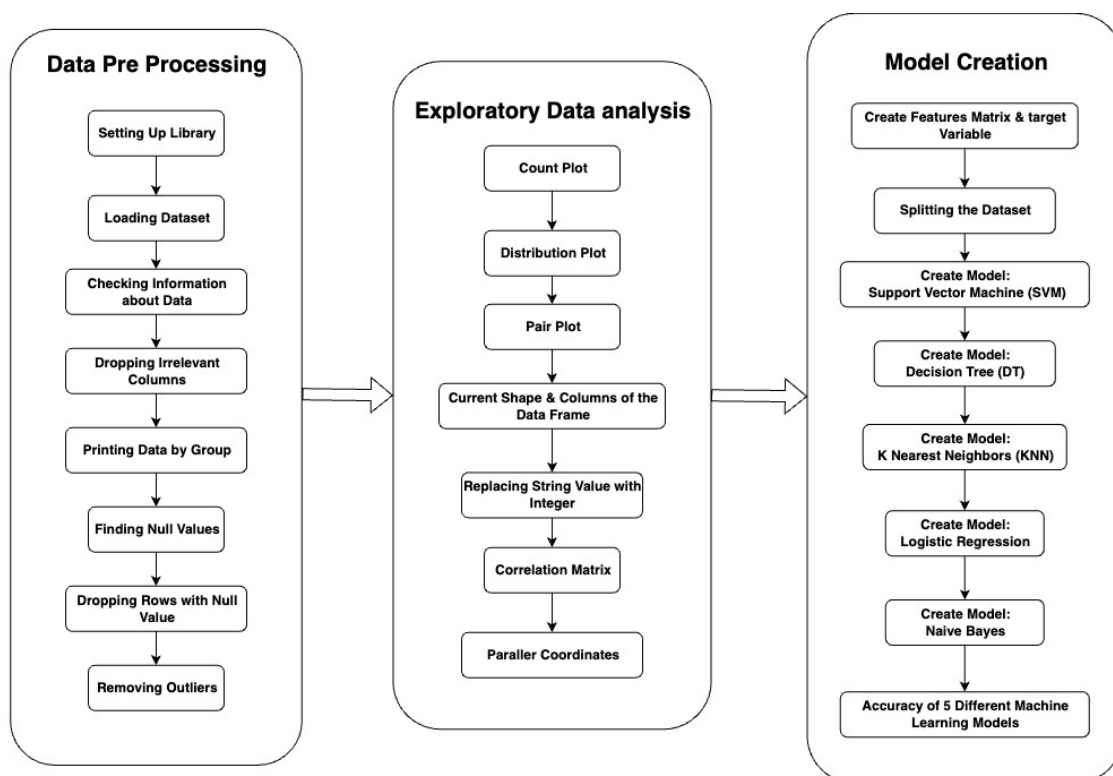 Data Pre Processing
Setting Up Library
Loading Dataset
Checking Information
about Data
Dropping Irrelevant
Columns
Printing Data by Group
Finding Null Values
Dropping Rows with Null
Value
Removing Outliers
Exploratory Data analysis
Count Plot
Distribution Plot
Pair Plot
Current Shape & Columns of the
Data Frame
Replacing String Value with
Integer
Correlation Matrix
Paraller Coordinates
Model Creation
Create Features Matrix & target
Variable
Splitting the Dataset
Create Model:
Support Vector Machine (SVM)
Create Model:
Decision Tree (DT)
Create Model:
K Nearest Neighbors (KNN)
Create Model:
Logistic Regression
Create Model:
Naive Bayes
Accuracy of 5 Different Machine
Learning Models